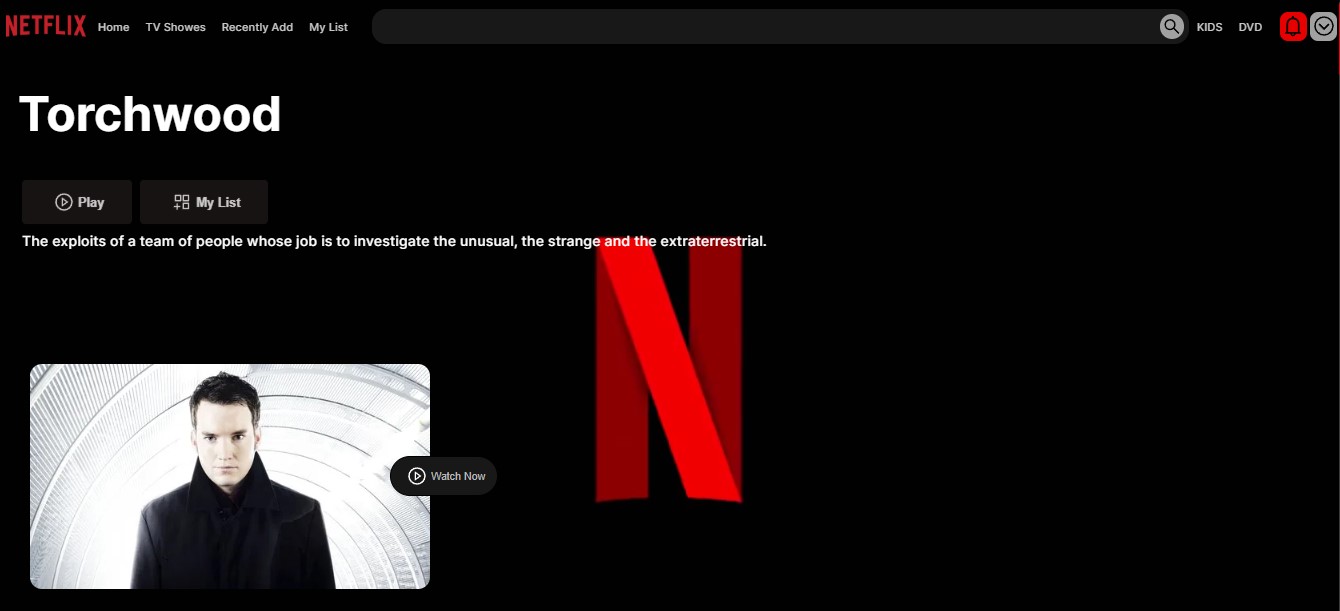 NETFLIX Home TV Showes Recently Add My List KIDS DVD
Torchwood
Play My List
The exploits of a team of people whose job is to investigate the unusual, the strange and the extraterrestrial.
N
Watch Now